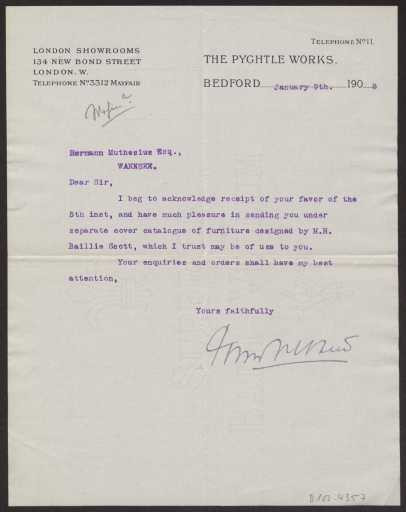 TELEPHONE Nº 11.
LONDON SHOWROOMS
134 NEW BOND STREET
LONDON. W.
TELEPHONE Nº 3312 MAYFAIR
THE PYGHTLE WORKS.
BEDFORD January 9th. 1908
Hermann Muthesius Esq.,
WANNSEE.
Dear Sir,
I beg to acknowledge receipt of your favor of the
5th inst, and have much pleasure in sending you under
separate cover catalogue of furniture designed by M.H.
Baillie Scott, which I trust may be of use to you.
Your enquiries and orders shall have my best
attention,
Yours faithfully